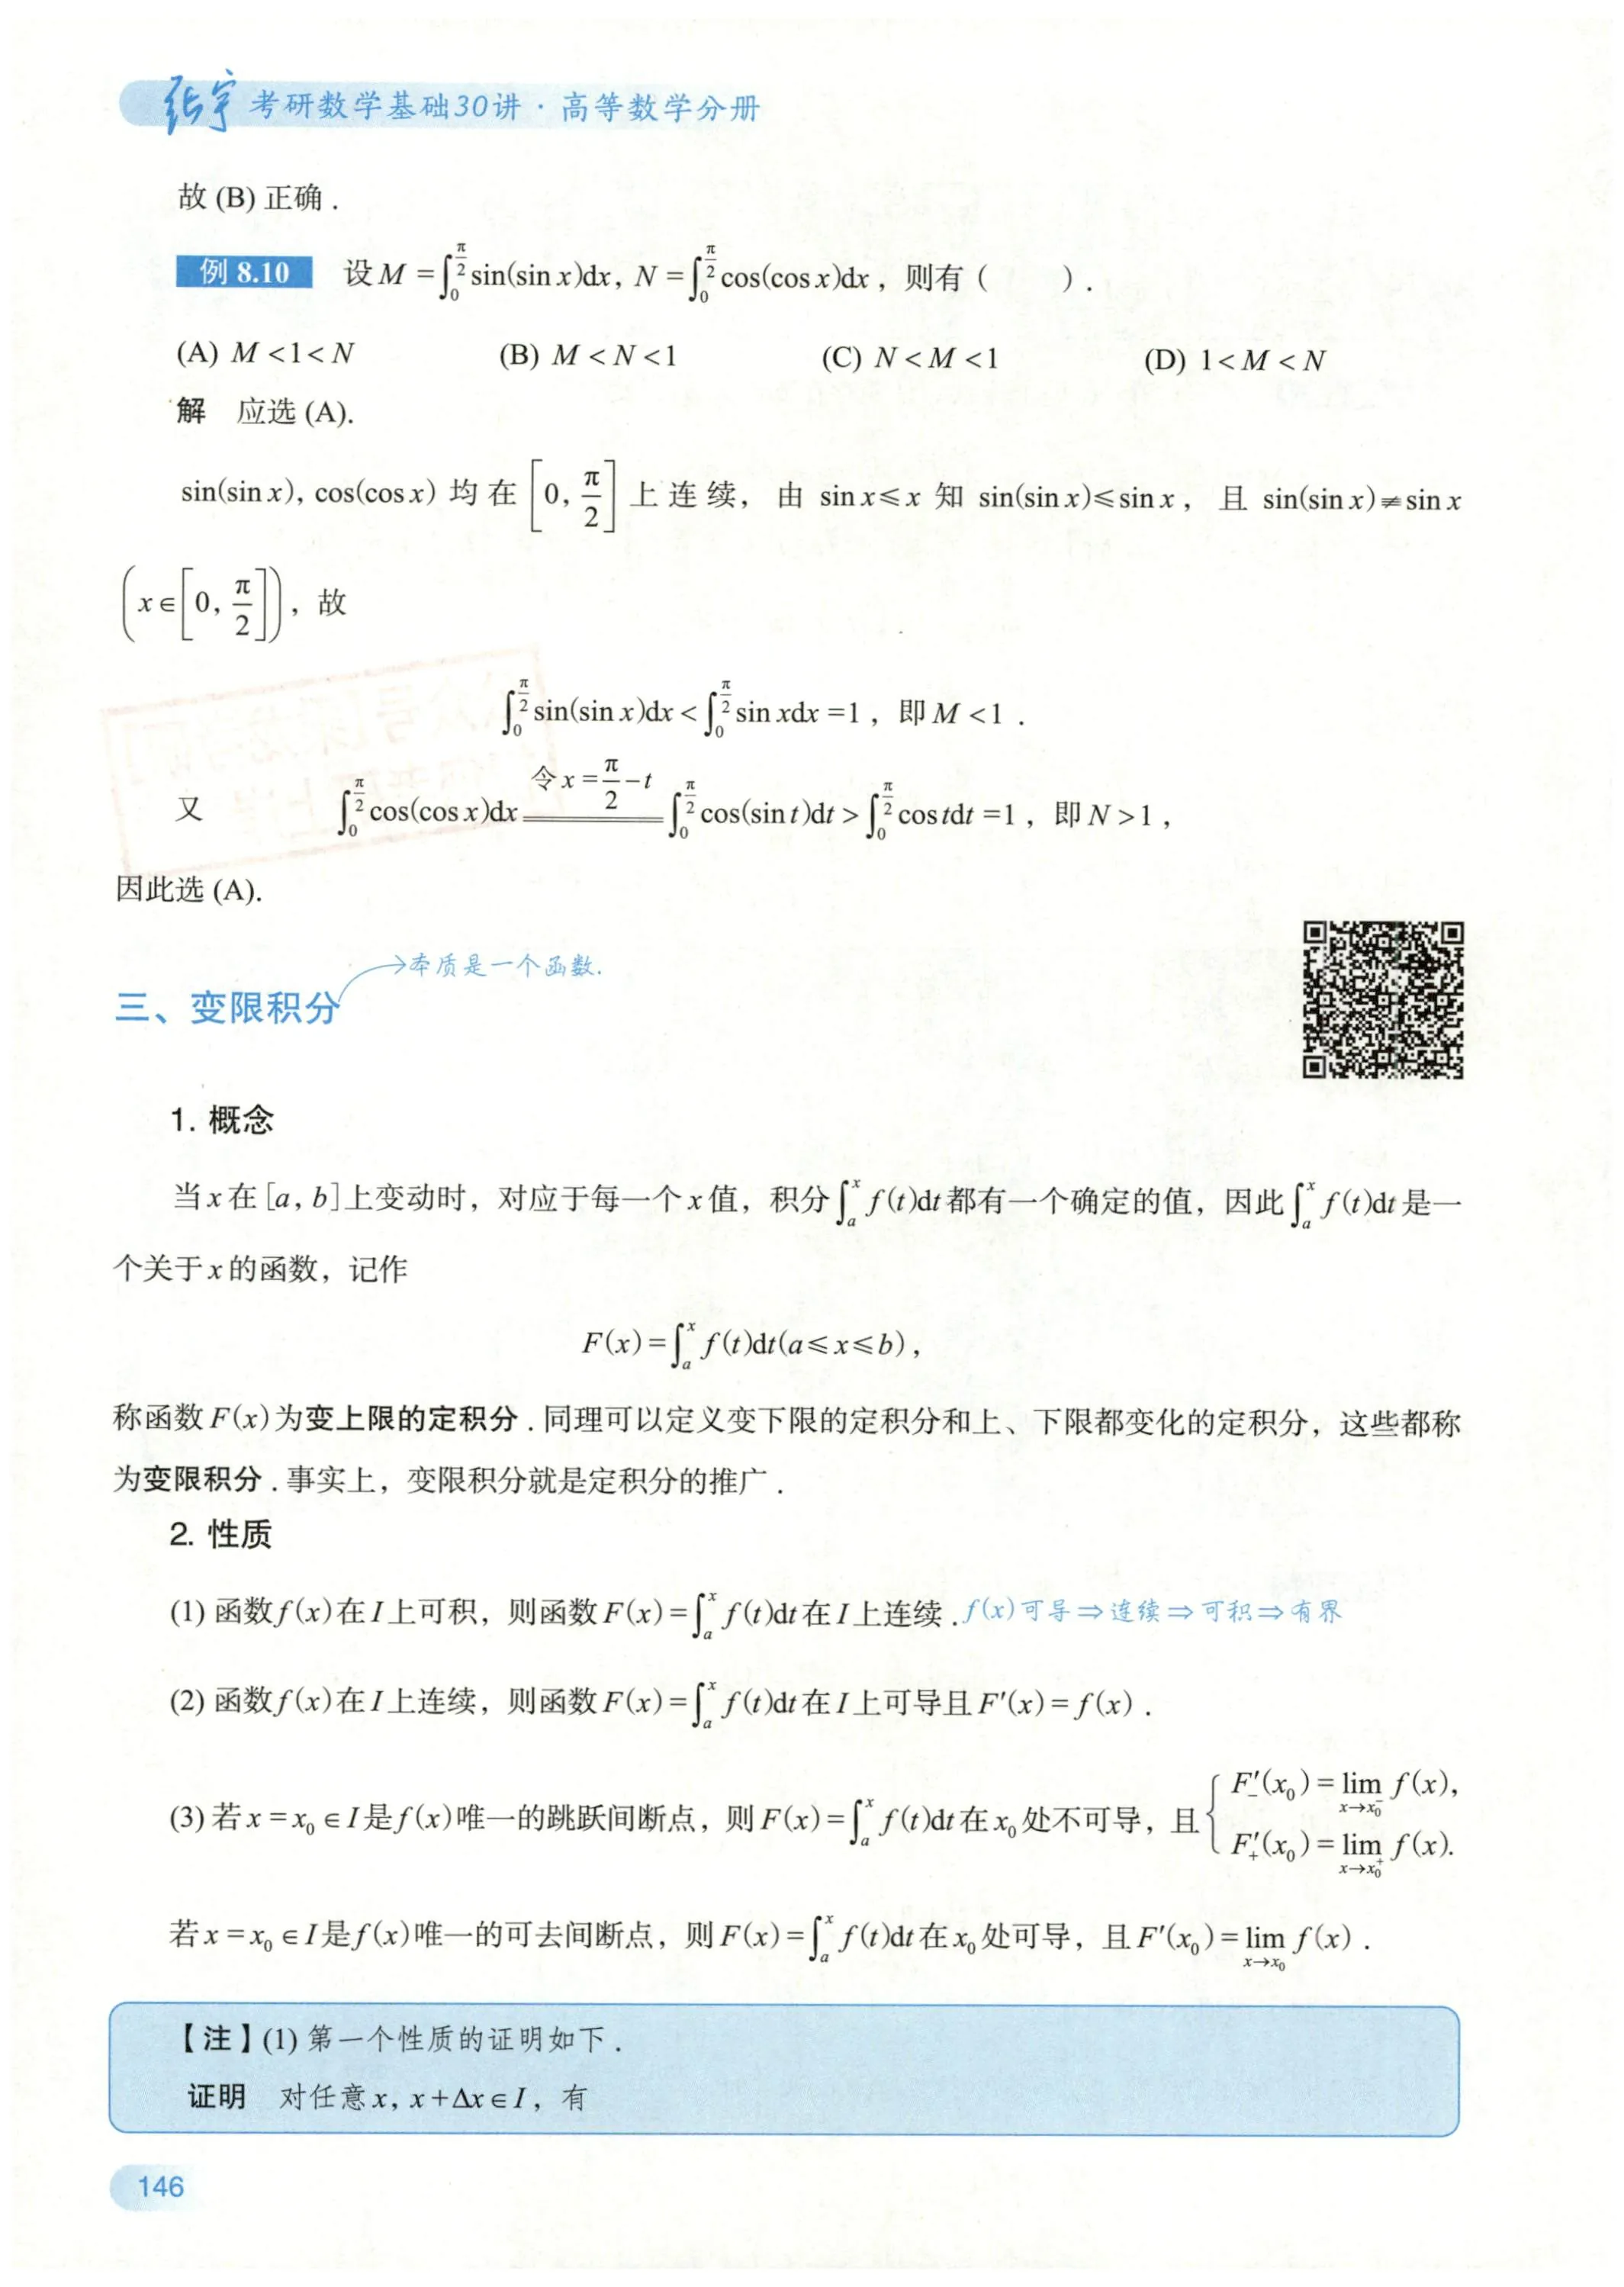 张宇 考研数学基础30讲·高等数学分册
故 (B) 正确.
例 8.10 设 $M=\int_0^{\frac{\pi}{2}}\sin(\sin x)dx, N=\int_0^{\frac{\pi}{2}}\cos(\cos x)dx$, 则有 ( ).
(A) $M<1<N$ (B) $M<N<1$ (C) $N<M<1$ (D) $1<M<N$
解 应选 (A).
$\sin(\sin x), \cos(\cos x)$ 均在 $\left[0,\frac{\pi}{2}\right]$ 上连续, 由 $\sin x\leqslant x$ 知 $\sin(\sin x)\leqslant\sin x$, 且 $\sin(\sin x)\not\equiv\sin x$
$\left(x\in\left[0,\frac{\pi}{2}\right]\right)$, 故
$\int_0^{\frac{\pi}{2}}\sin(\sin x)dx<\int_0^{\frac{\pi}{2}}\sin xdx=1$, 即 $M<1$.
又 $\int_0^{\frac{\pi}{2}}\cos(\cos x)dx\xlongequal{令x=\frac{\pi}{2}-t}\int_0^{\frac{\pi}{2}}\cos(\sin t)dt>\int_0^{\frac{\pi}{2}}\cos tdt=1$, 即 $N>1$,
因此选 (A).
→本质是一个函数.
三、变限积分
1. 概念
当 $x$ 在 $[a,b]$ 上变动时, 对应于每一个 $x$ 值, 积分 $\int_a^x f(t)dt$ 都有一个确定的值, 因此 $\int_a^x f(t)dt$ 是一
个关于 $x$ 的函数, 记作
$F(x)=\int_a^x f(t)dt(a\leqslant x\leqslant b)$,
称函数 $F(x)$ 为变上限的定积分. 同理可以定义变下限的定积分和上、下限都变化的定积分, 这些都称
为变限积分. 事实上, 变限积分就是定积分的推广.
2. 性质
(1) 函数 $f(x)$ 在 $I$ 上可积, 则函数 $F(x)=\int_a^x f(t)dt$ 在 $I$ 上连续. $f(x)$ 可导⇒连续⇒可积⇒有界
(2) 函数 $f(x)$ 在 $I$ 上连续, 则函数 $F(x)=\int_a^x f(t)dt$ 在 $I$ 上可导且 $F'(x)=f(x)$.
(3) 若 $x=x_0\in I$ 是 $f(x)$ 唯一的跳跃间断点, 则 $F(x)=\int_a^x f(t)dt$ 在 $x_0$ 处不可导, 且 $\begin{cases}F'_-(x_0)=\lim\limits_{x\to x_0^-}f(x),\\F'_+(x_0)=\lim\limits_{x\to x_0^+}f(x).\end{cases}$
若 $x=x_0\in I$ 是 $f(x)$ 唯一的可去间断点, 则 $F(x)=\int_a^x f(t)dt$ 在 $x_0$ 处可导, 且 $F'(x_0)=\lim\limits_{x\to x_0}f(x)$.
【注】(1) 第一个性质的证明如下.
证明 对任意 $x, x+\Delta x\in I$, 有
146